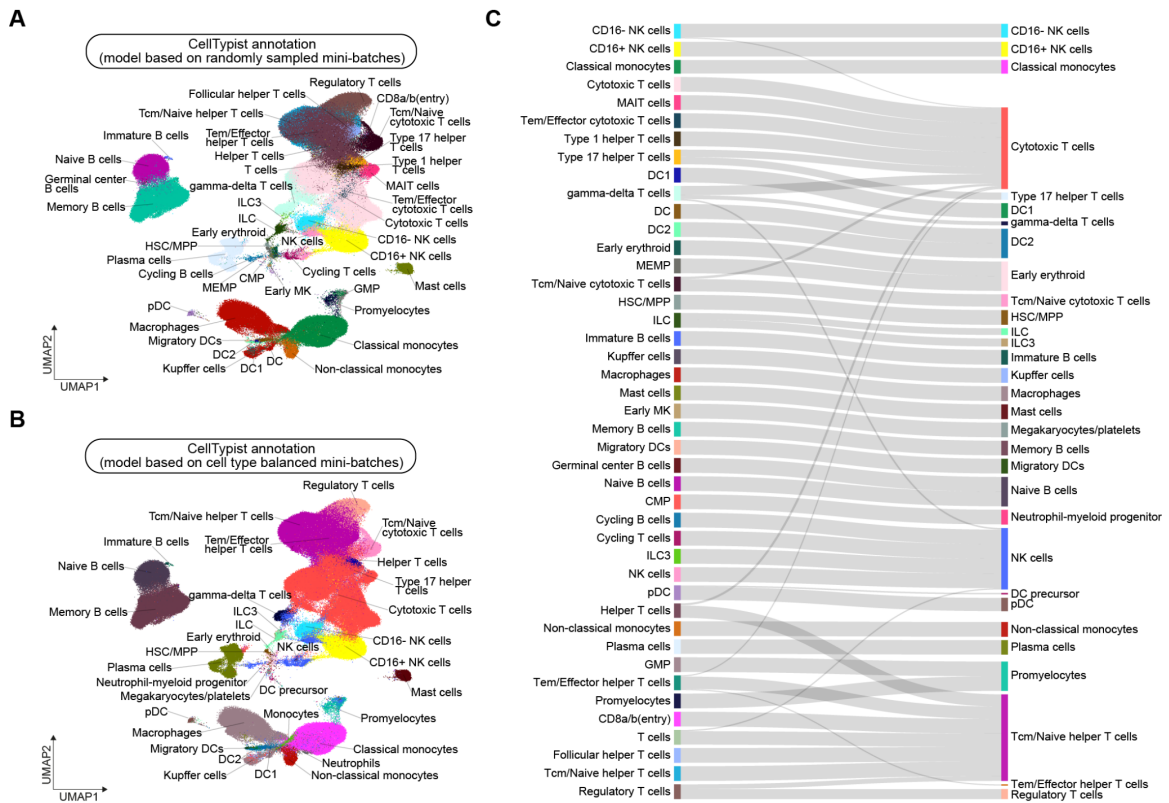 A
CellTypist annotation
(model based on randomly sampled mini-batches)
Regulatory T cells
Follicular helper T cells
CD8a/b(entry)
Tcm/Naive helper T cells
Tcm/Naive
cytotoxic T cells
Immature B cells
Tem/Effector
helper T cells
Type 17 helper
T cells
Naive B cells
Helper T cells
Germinal center
B cells
T cells
Type 1 helper
T cells
gamma-delta T cells
MAIT cells
Memory B cells
ILC3
Tem/Effector
cytotoxic T cells
ILC
Cytotoxic T cells
Early erythroid
NK cells
CD16- NK cells
HSC/MPP
CD16+ NK cells
Plasma cells
Cycling B cells
CMP
Cycling T cells
MEMP
Early MK
GMP
Mast cells
pDC
Promyelocytes
Macrophages
Migratory DCs
Classical monocytes
DC2
DC
Kupffer cells
DC1
Non-classical monocytes
UMAP2
UMAP1
B
CellTypist annotation
(model based on cell type balanced mini-batches)
Regulatory T cells
Tcm/Naive helper T cells
Tcm/Naive
cytotoxic T cells
Immature B cells
Tem/Effector
helper T cells
Naive B cells
Helper T cells
Type 17 helper
T cells
Memory B cells
gamma-delta T cells
Cytotoxic T cells
ILC3
ILC
Early erythroid
CD16- NK cells
HSC/MPP
NK cells
CD16+ NK cells
Plasma cells
Neutrophil-myeloid progenitor
Megakaryocytes/platelets
DC precursor
Mast cells
pDC
Monocytes
Promyelocytes
Macrophages
Migratory DCs
Classical monocytes
DC2
Neutrophils
Kupffer cells
DC1
Non-classical monocytes
UMAP2
UMAP1
C
CD16- NK cells
CD16+ NK cells
Classical monocytes
Cytotoxic T cells
MAIT cells
Tem/Effector cytotoxic T cells
Type 1 helper T cells
Type 17 helper T cells
DC1
gamma-delta T cells
DC
DC2
Early erythroid
MEMP
Tcm/Naive cytotoxic T cells
HSC/MPP
ILC
Immature B cells
Kupffer cells
Macrophages
Mast cells
Early MK
Memory B cells
Migratory DCs
Germinal center B cells
Naive B cells
CMP
Cycling B cells
Cycling T cells
ILC3
NK cells
pDC
Helper T cells
Non-classical monocytes
Plasma cells
GMP
Tem/Effector helper T cells
Promyelocytes
CD8a/b(entry)
T cells
Follicular helper T cells
Tcm/Naive helper T cells
Regulatory T cells
CD16- NK cells
CD16+ NK cells
Classical monocytes
Cytotoxic T cells
Type 17 helper T cells
DC1
gamma-delta T cells
DC2
Early erythroid
Tcm/Naive cytotoxic T cells
HSC/MPP
ILC
ILC3
Immature B cells
Kupffer cells
Macrophages
Mast cells
Megakaryocytes/platelets
Memory B cells
Migratory DCs
Naive B cells
Neutrophil-myeloid progenitor
NK cells
DC precursor
pDC
Non-classical monocytes
Plasma cells
Promyelocytes
Tcm/Naive helper T cells
Tem/Effector helper T cells
Regulatory T cells